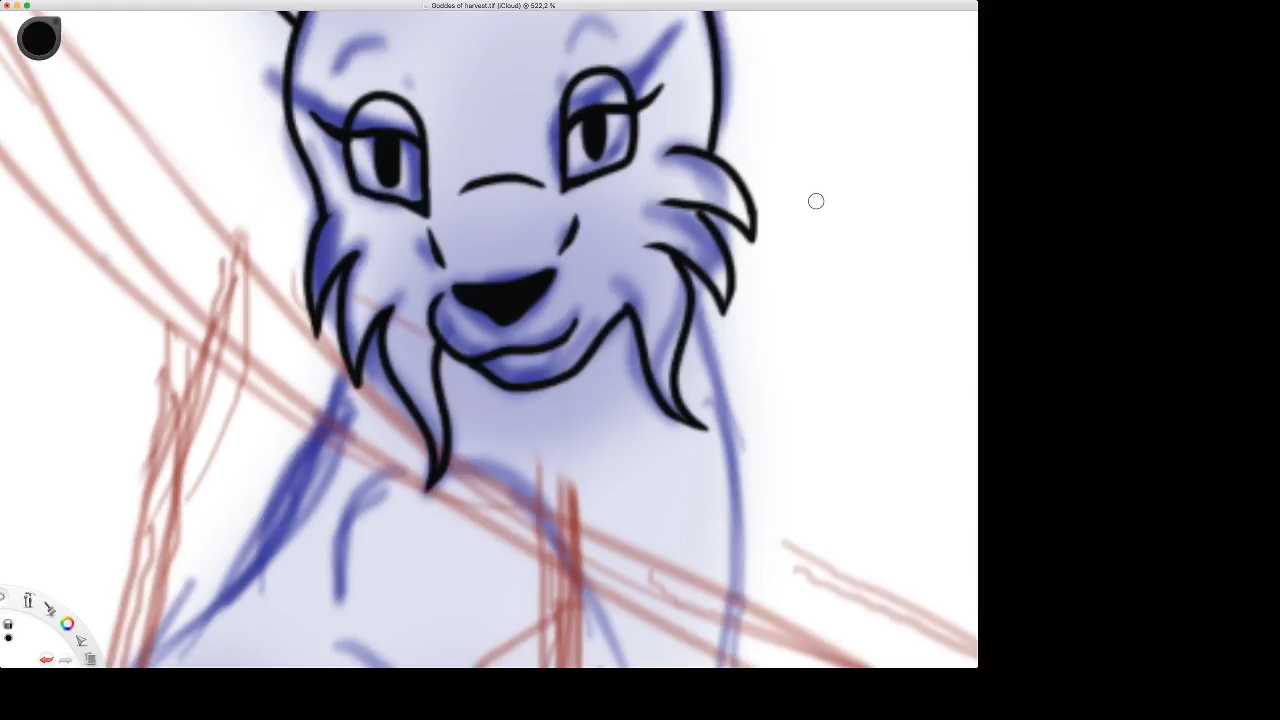 Goddes of harvest.tif (iCloud) @ 522,2 %